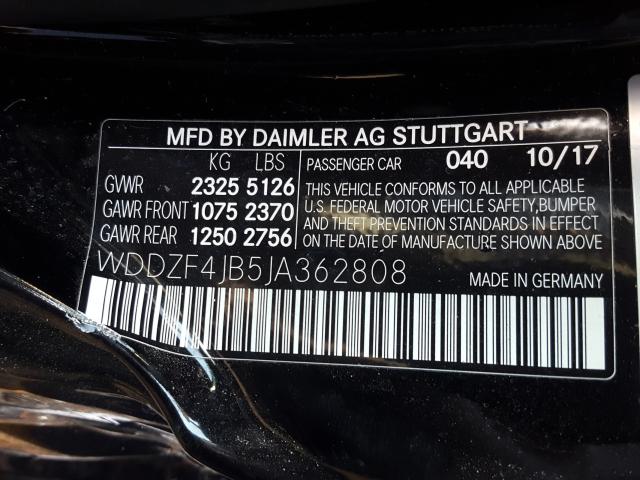 MFD BY DAIMLER AG STUTTGART
KG LBS
GVWR 2325 5126
GAWR FRONT 1075 2370
GAWR REAR 1250 2756
PASSENGER CAR 040 10/17
THIS VEHICLE CONFORMS TO ALL APPLICABLE
U.S. FEDERAL MOTOR VEHICLE SAFETY,BUMPER
AND THEFT PREVENTION STANDARDS IN EFFECT
ON THE DATE OF MANUFACTURE SHOWN ABOVE.
WDDZF4JB5JA362808
MADE IN GERMANY